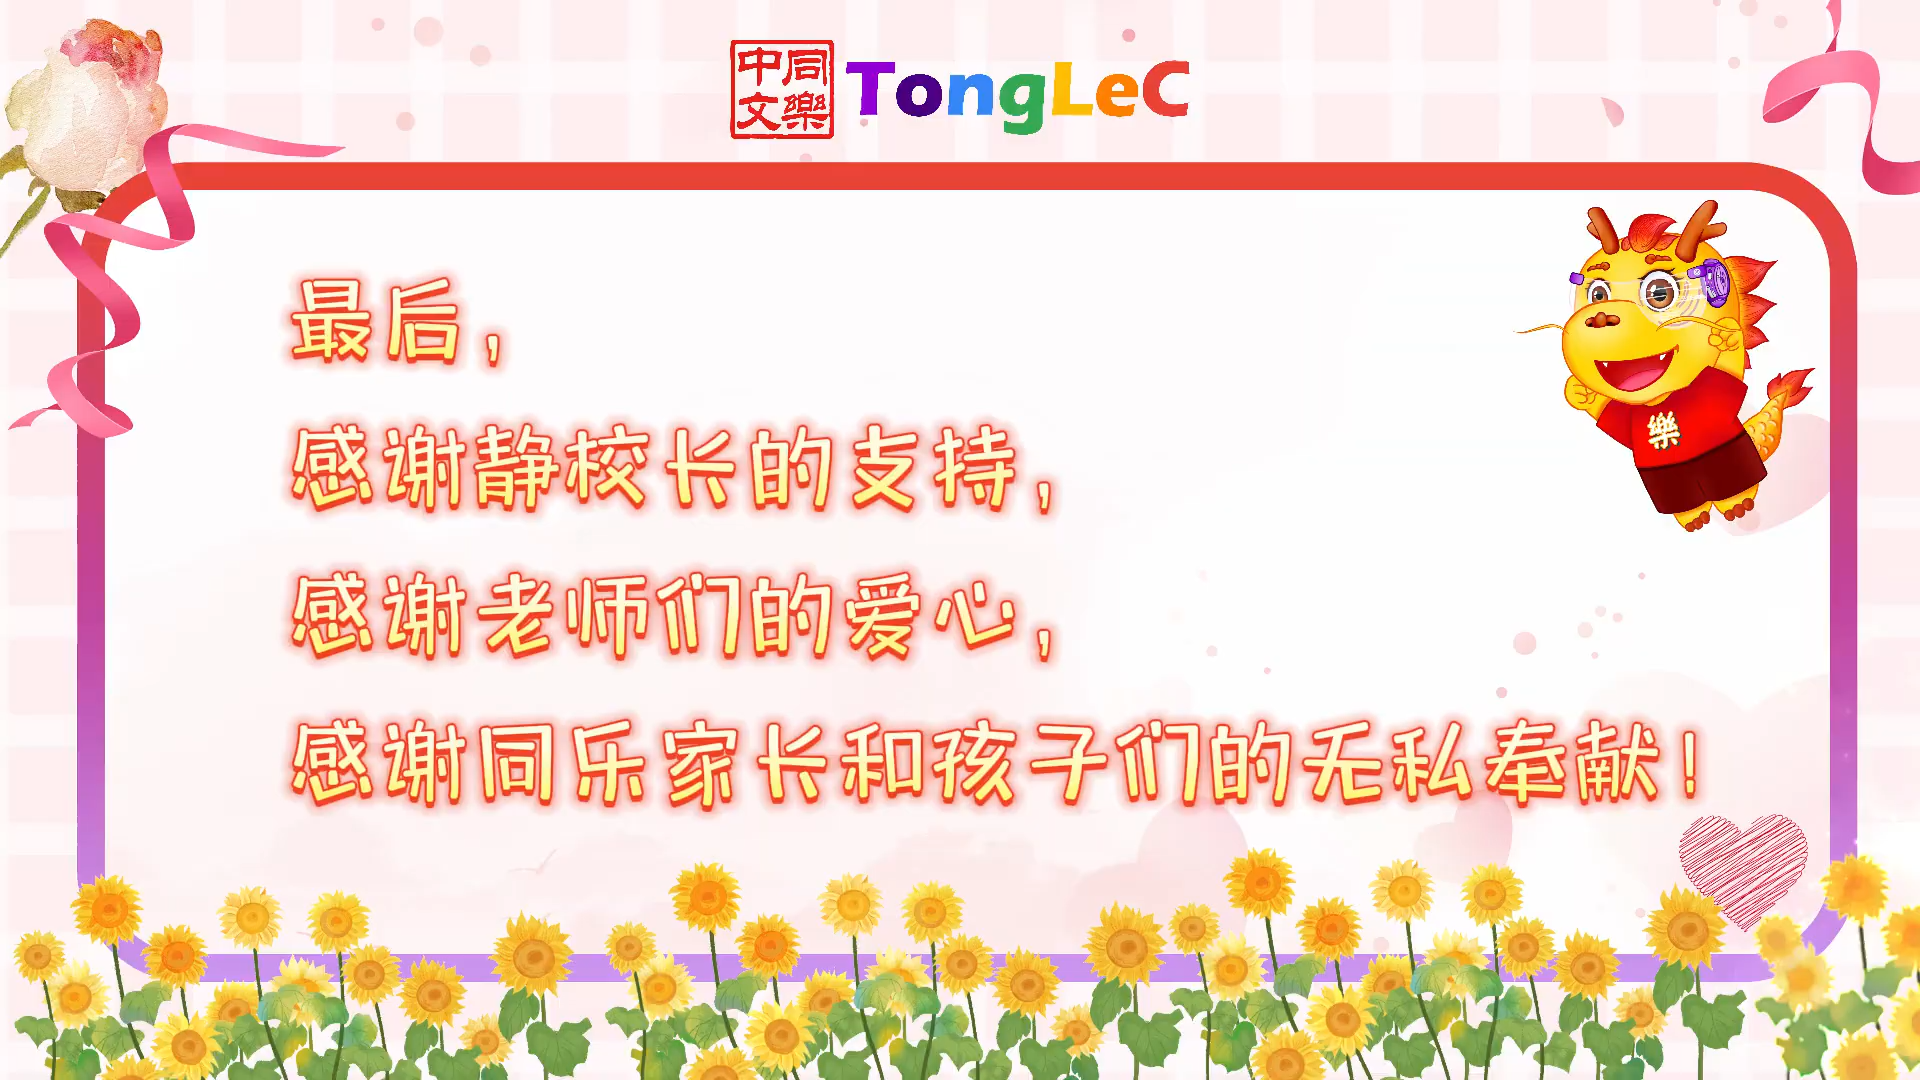 同樂中文 TongLeC
樂
最后，
感谢静校长的支持，
感谢老师们的爱心，
感谢同乐家长和孩子们的无私奉献！